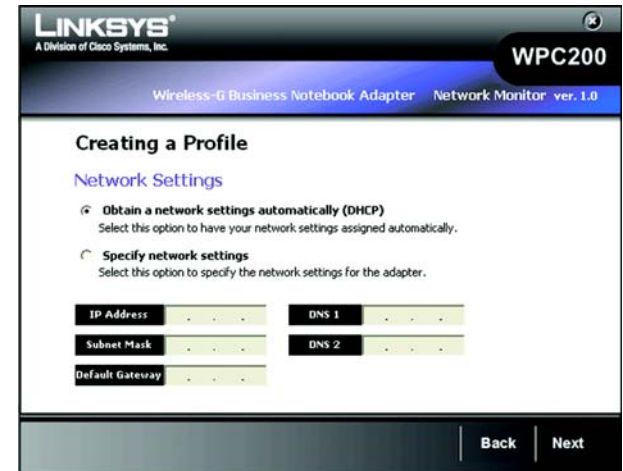 LINKSYS®
A Division of Cisco Systems, Inc.
WPC200
Wireless-G Business Notebook Adapter Network Monitor ver. 1.0
Creating a Profile
Network Settings
Obtain a network settings automatically (DHCP)
Select this option to have your network settings assigned automatically.
Specify network settings
Select this option to specify the network settings for the adapter.
IP Address . . . DNS 1 . . .
Subnet Mask . . . DNS 2 . . .
Default Gateway . . .
Back Next